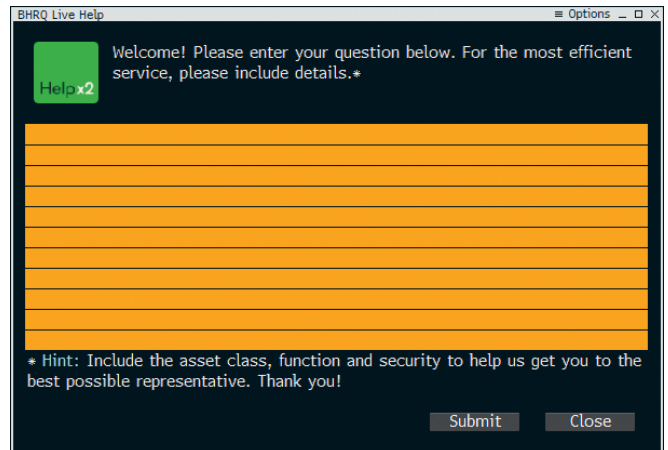 BHRQ Live Help
≡ Options _ □ ×
Welcome! Please enter your question below. For the most efficient
service, please include details.*
Helpx2
* Hint: Include the asset class, function and security to help us get you to the
best possible representative. Thank you!
Submit Close